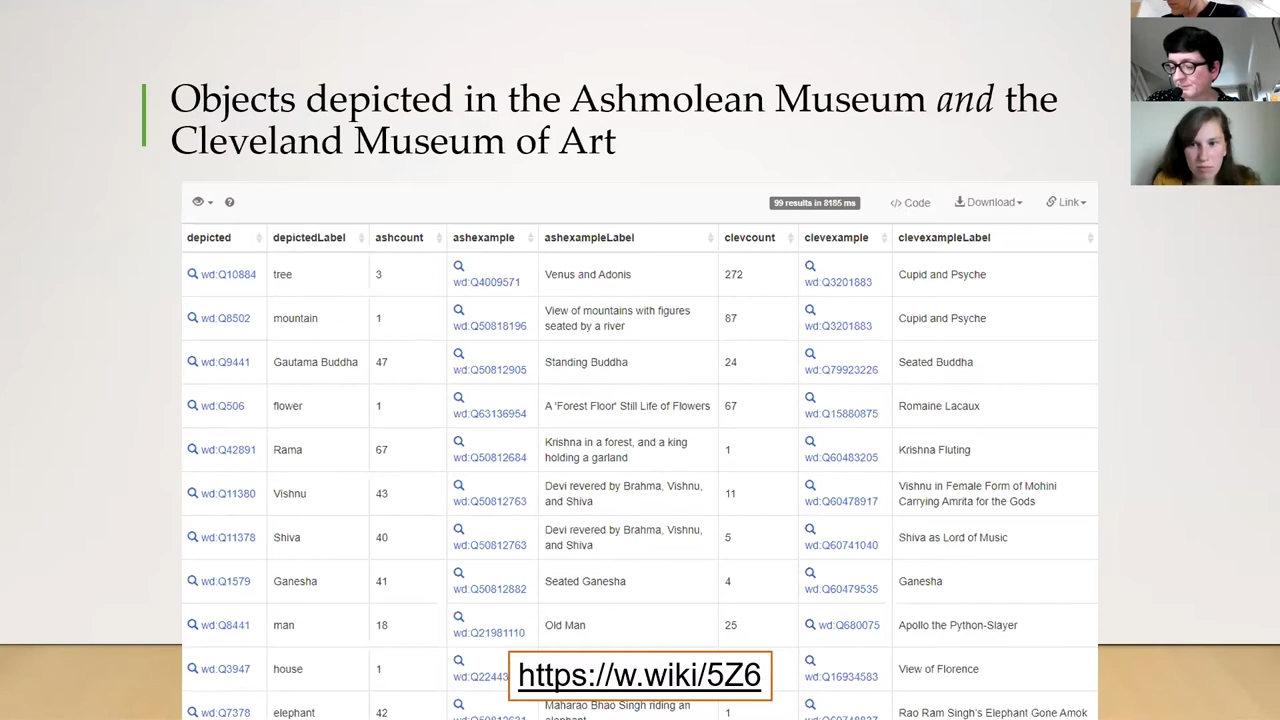 Objects depicted in the Ashmolean Museum and the
Cleveland Museum of Art
99 results in 8185 ms
</> Code
Download
Link
depicted depictedLabel ashcount ashexample ashexampleLabel clevcount clevexample clevexampleLabel
wd:Q10884 tree 3 wd:Q4009571 Venus and Adonis 272 wd:Q3201883 Cupid and Psyche
wd:Q8502 mountain 1 wd:Q50818196 View of mountains with figures
seated by a river 87 wd:Q3201883 Cupid and Psyche
wd:Q9441 Gautama Buddha 47 wd:Q50812905 Standing Buddha 24 wd:Q79923226 Seated Buddha
wd:Q506 flower 1 wd:Q63136954 A 'Forest Floor' Still Life of Flowers 67 wd:Q15880875 Romaine Lacaux
wd:Q42891 Rama 67 wd:Q50812684 Krishna in a forest, and a king
holding a garland 1 wd:Q60483205 Krishna Fluting
wd:Q11380 Vishnu 43 wd:Q50812763 Devi revered by Brahma, Vishnu,
and Shiva 11 wd:Q60478917 Vishnu in Female Form of Mohini
Carrying Amrita for the Gods
wd:Q11378 Shiva 40 wd:Q50812763 Devi revered by Brahma, Vishnu,
and Shiva 5 wd:Q60741040 Shiva as Lord of Music
wd:Q1579 Ganesha 41 wd:Q50812882 Seated Ganesha 4 wd:Q60479535 Ganesha
wd:Q8441 man 18 wd:Q21981110 Old Man 25 wd:Q680075 Apollo the Python-Slayer
wd:Q3947 house 1 1 wd:Q16934583 View of Florence
https://w.wiki/5Z6
wd:Q7378 elephant 42 Maharao Bhao Singh riding an 1 Rao Ram Singh's Elephant Gone Amok